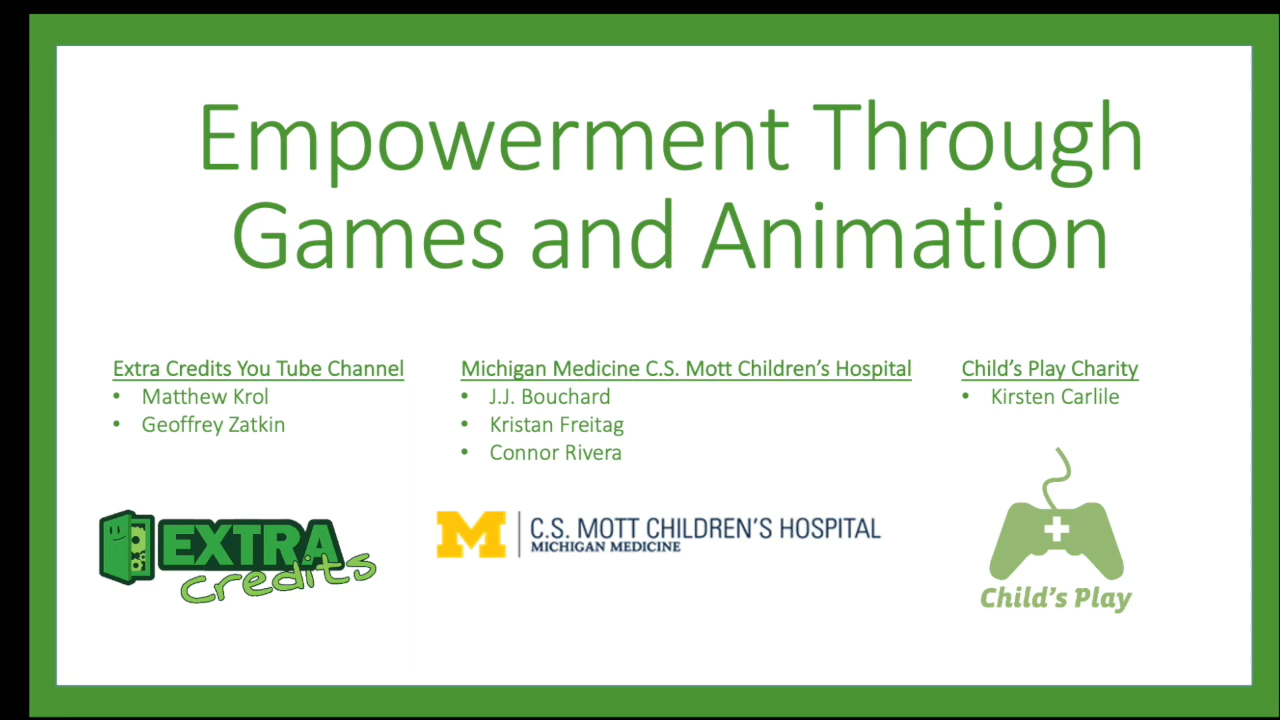 Empowerment Through
Games and Animation
Extra Credits You Tube Channel
• Matthew Krol
• Geoffrey Zatkin
Michigan Medicine C.S. Mott Children's Hospital
• J.J. Bouchard
• Kristan Freitag
• Connor Rivera
Child's Play Charity
• Kirsten Carlile
EXTRA
credits
M
C.S. MOTT CHILDREN'S HOSPITAL
MICHIGAN MEDICINE
Child's Play